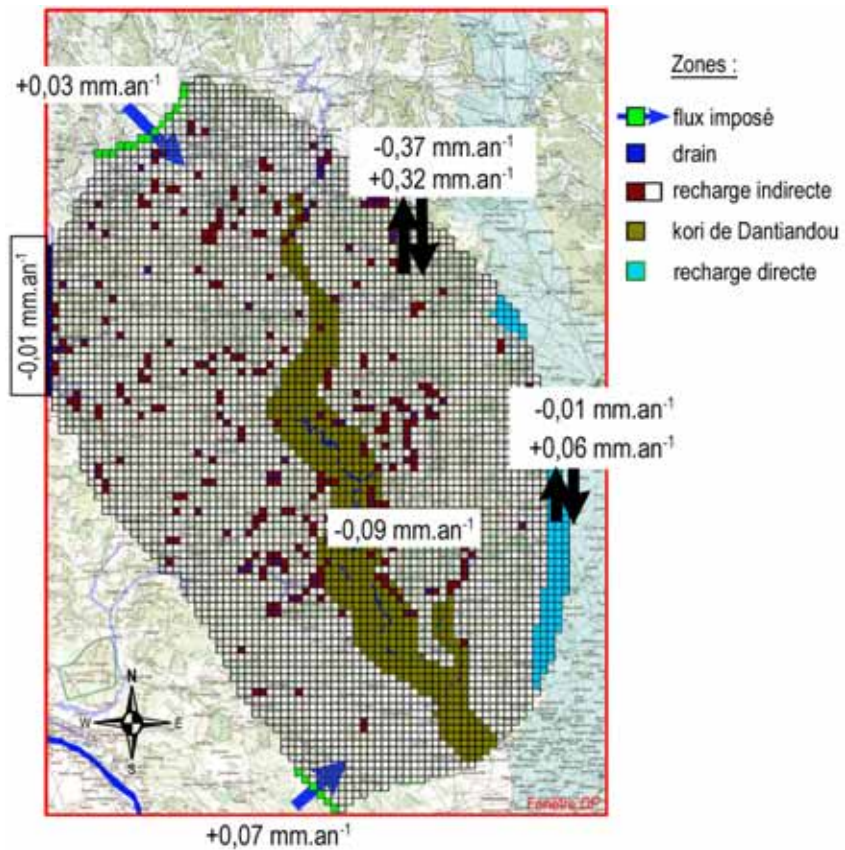 +0,03 mm.an-1
-0,37 mm.an-1
+0,32 mm.an-1
-0,01 mm.an-1
-0,01 mm.an-1
+0,06 mm.an-1
-0,09 mm.an-1
N
W
E
S
+0,07 mm.an-1
Fenêtre DP
Zones :
flux imposé
drain
recharge indirecte
kori de Dantiandou
recharge directe